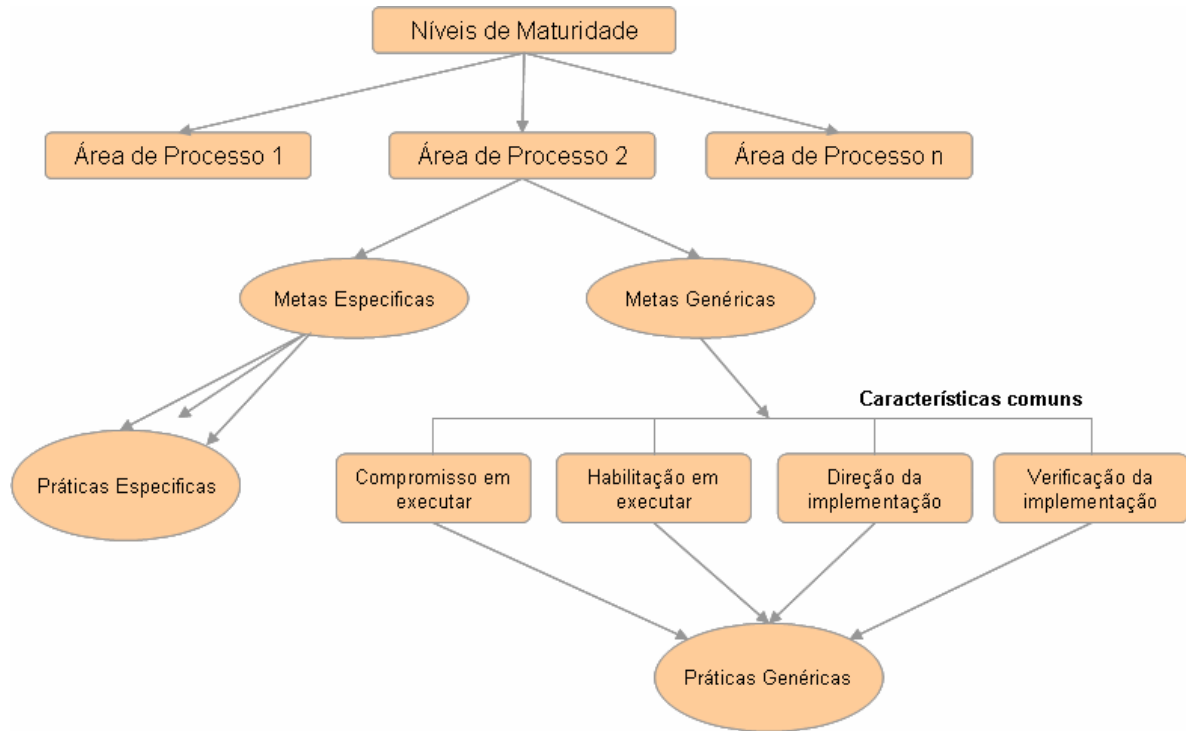 Níveis de Maturidade
Área de Processo 1
Área de Processo 2
Área de Processo n
Metas Especificas
Metas Genéricas
Características comuns
Compromisso em
executar
Habilitação em
executar
Direção da
implementação
Verificação da
implementação
Práticas Especificas
Práticas Genéricas